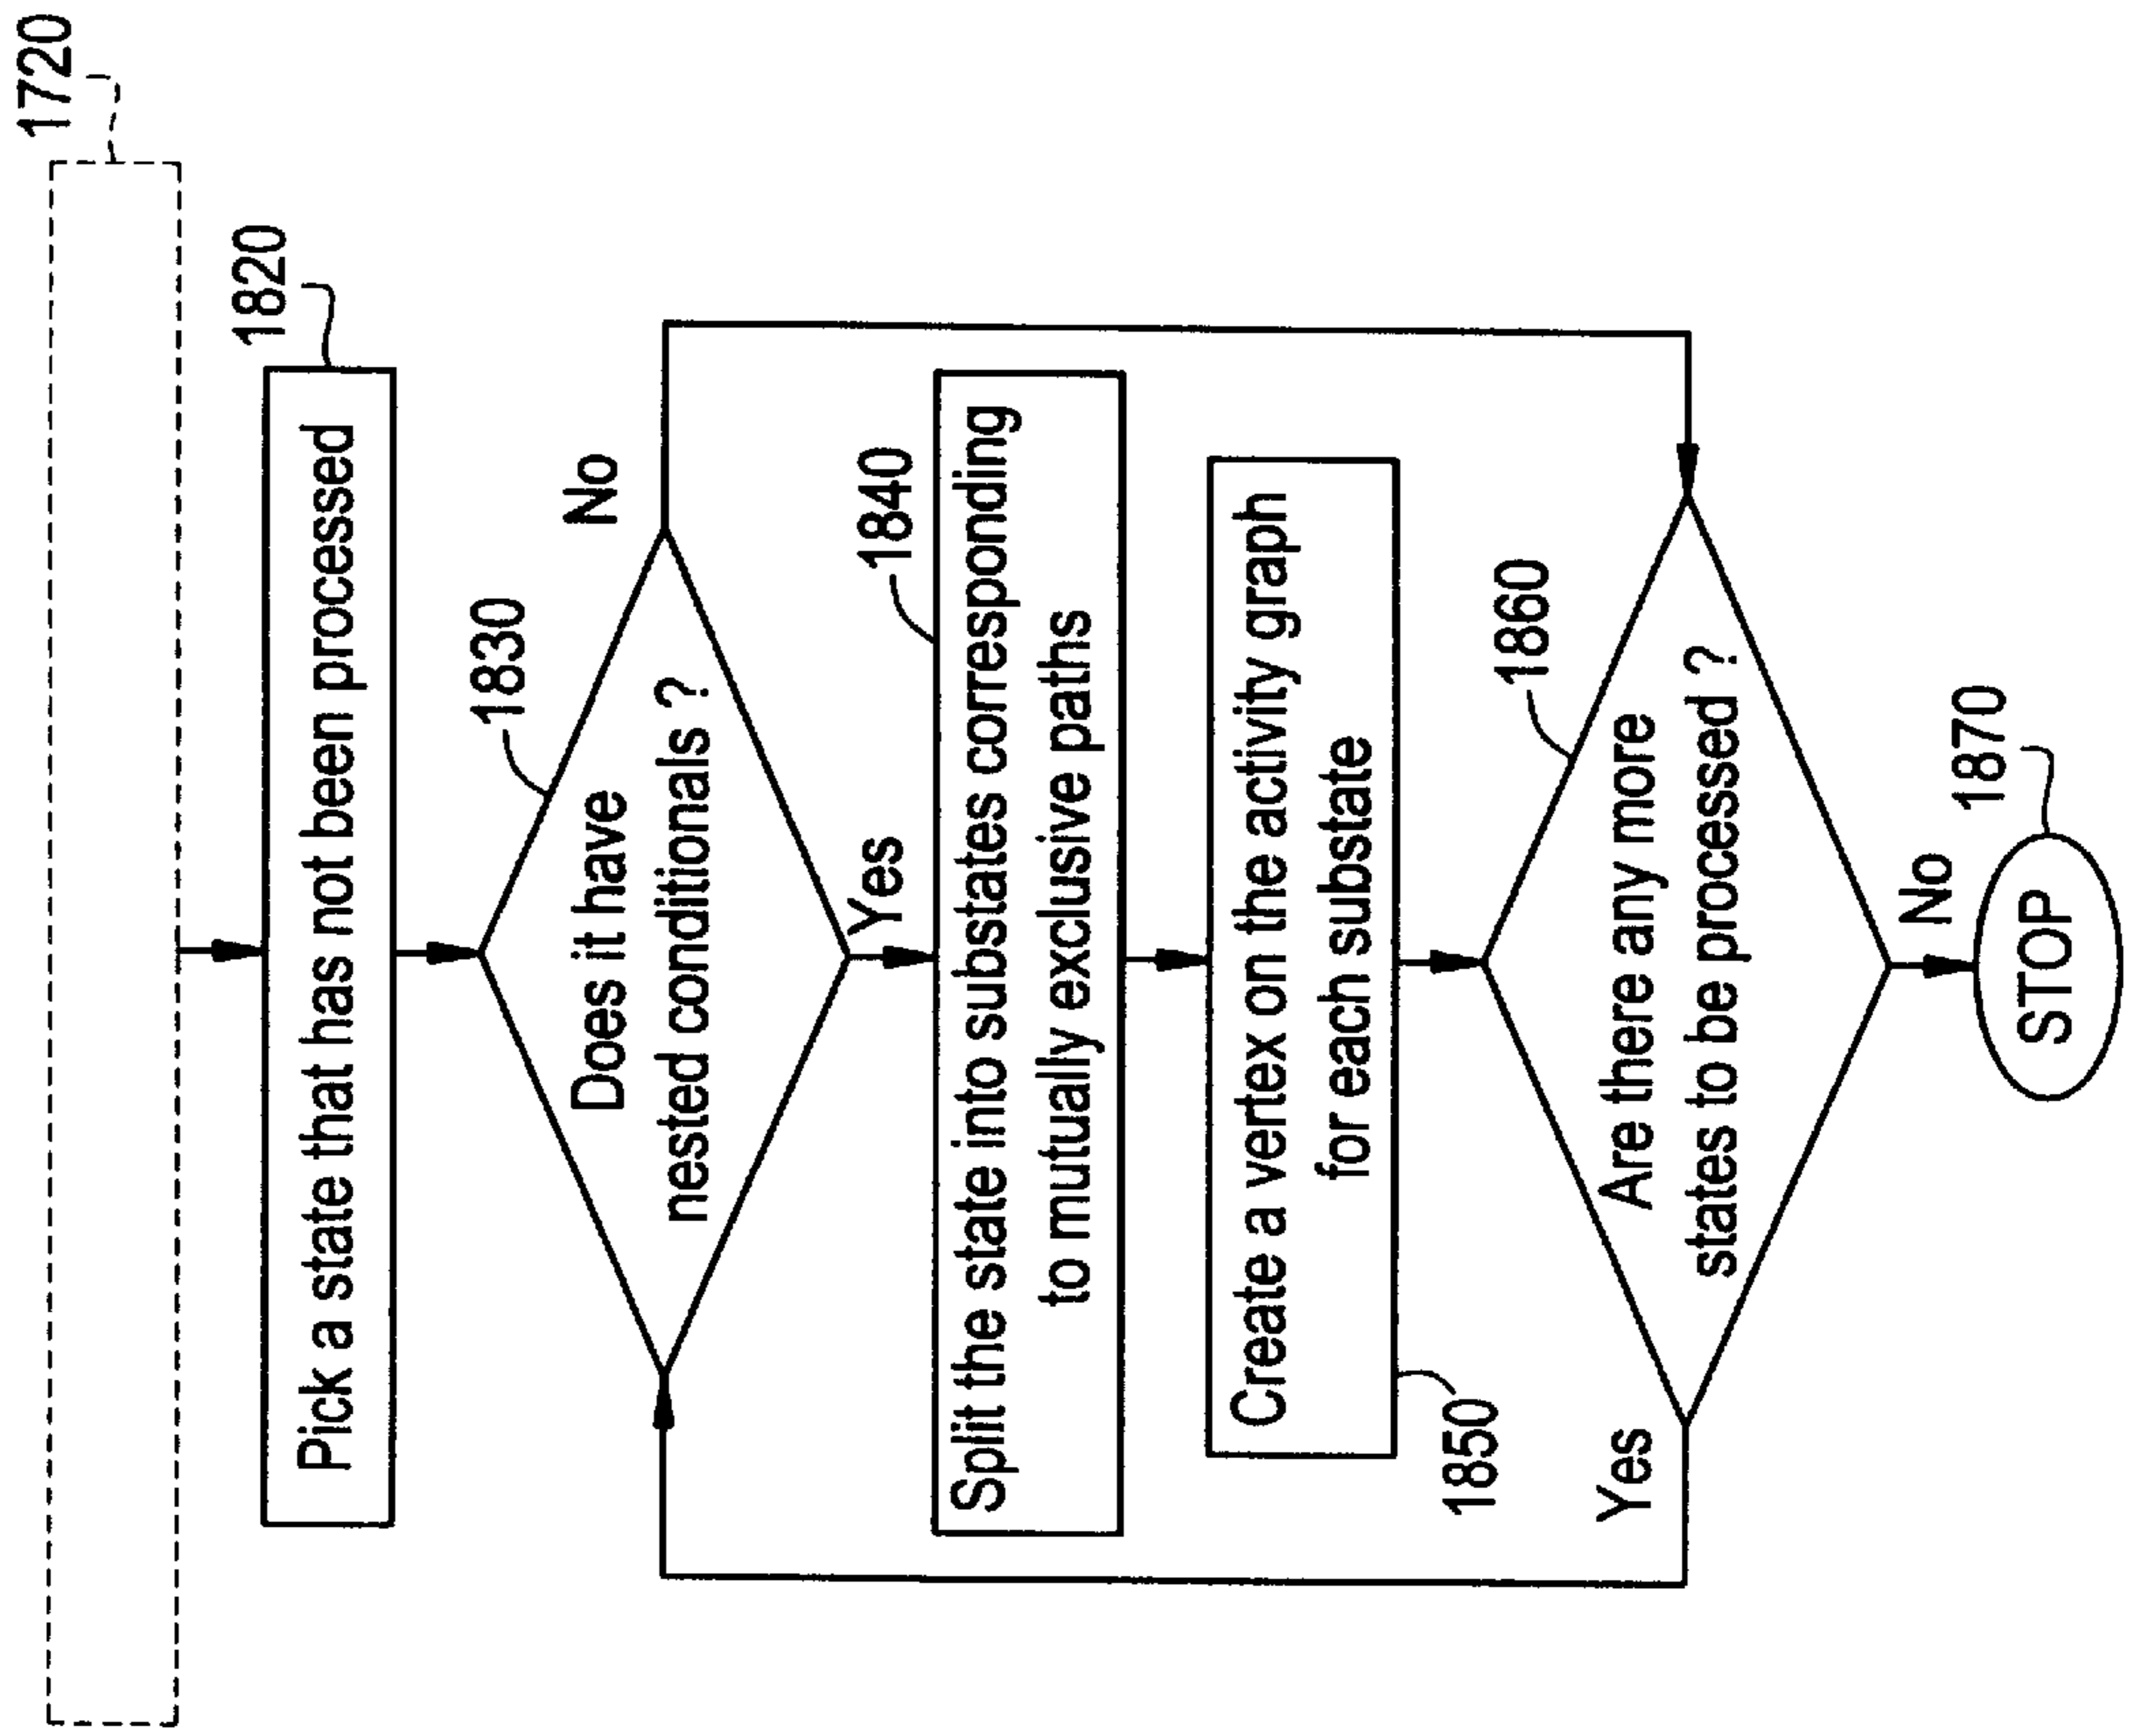 1720
1820
Pick a state that has not been processed
1830
Does it have
nested conditionals ?
No
Yes
1840
Split the state into substates corresponding
to mutually exclusive paths
Create a vertex on the activity graph
for each substate
1850
1860
Are there any more
states to be processed ?
Yes
No
1870
STOP